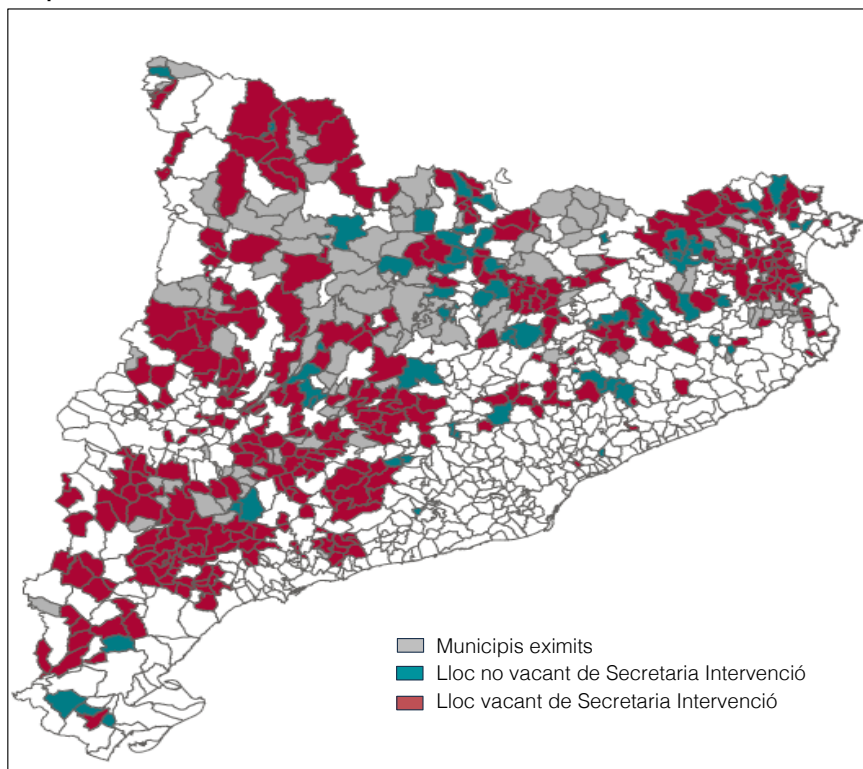 Municipis eximits
Lloc no vacant de Secretaria Intervenció
Lloc vacant de Secretaria Intervenció